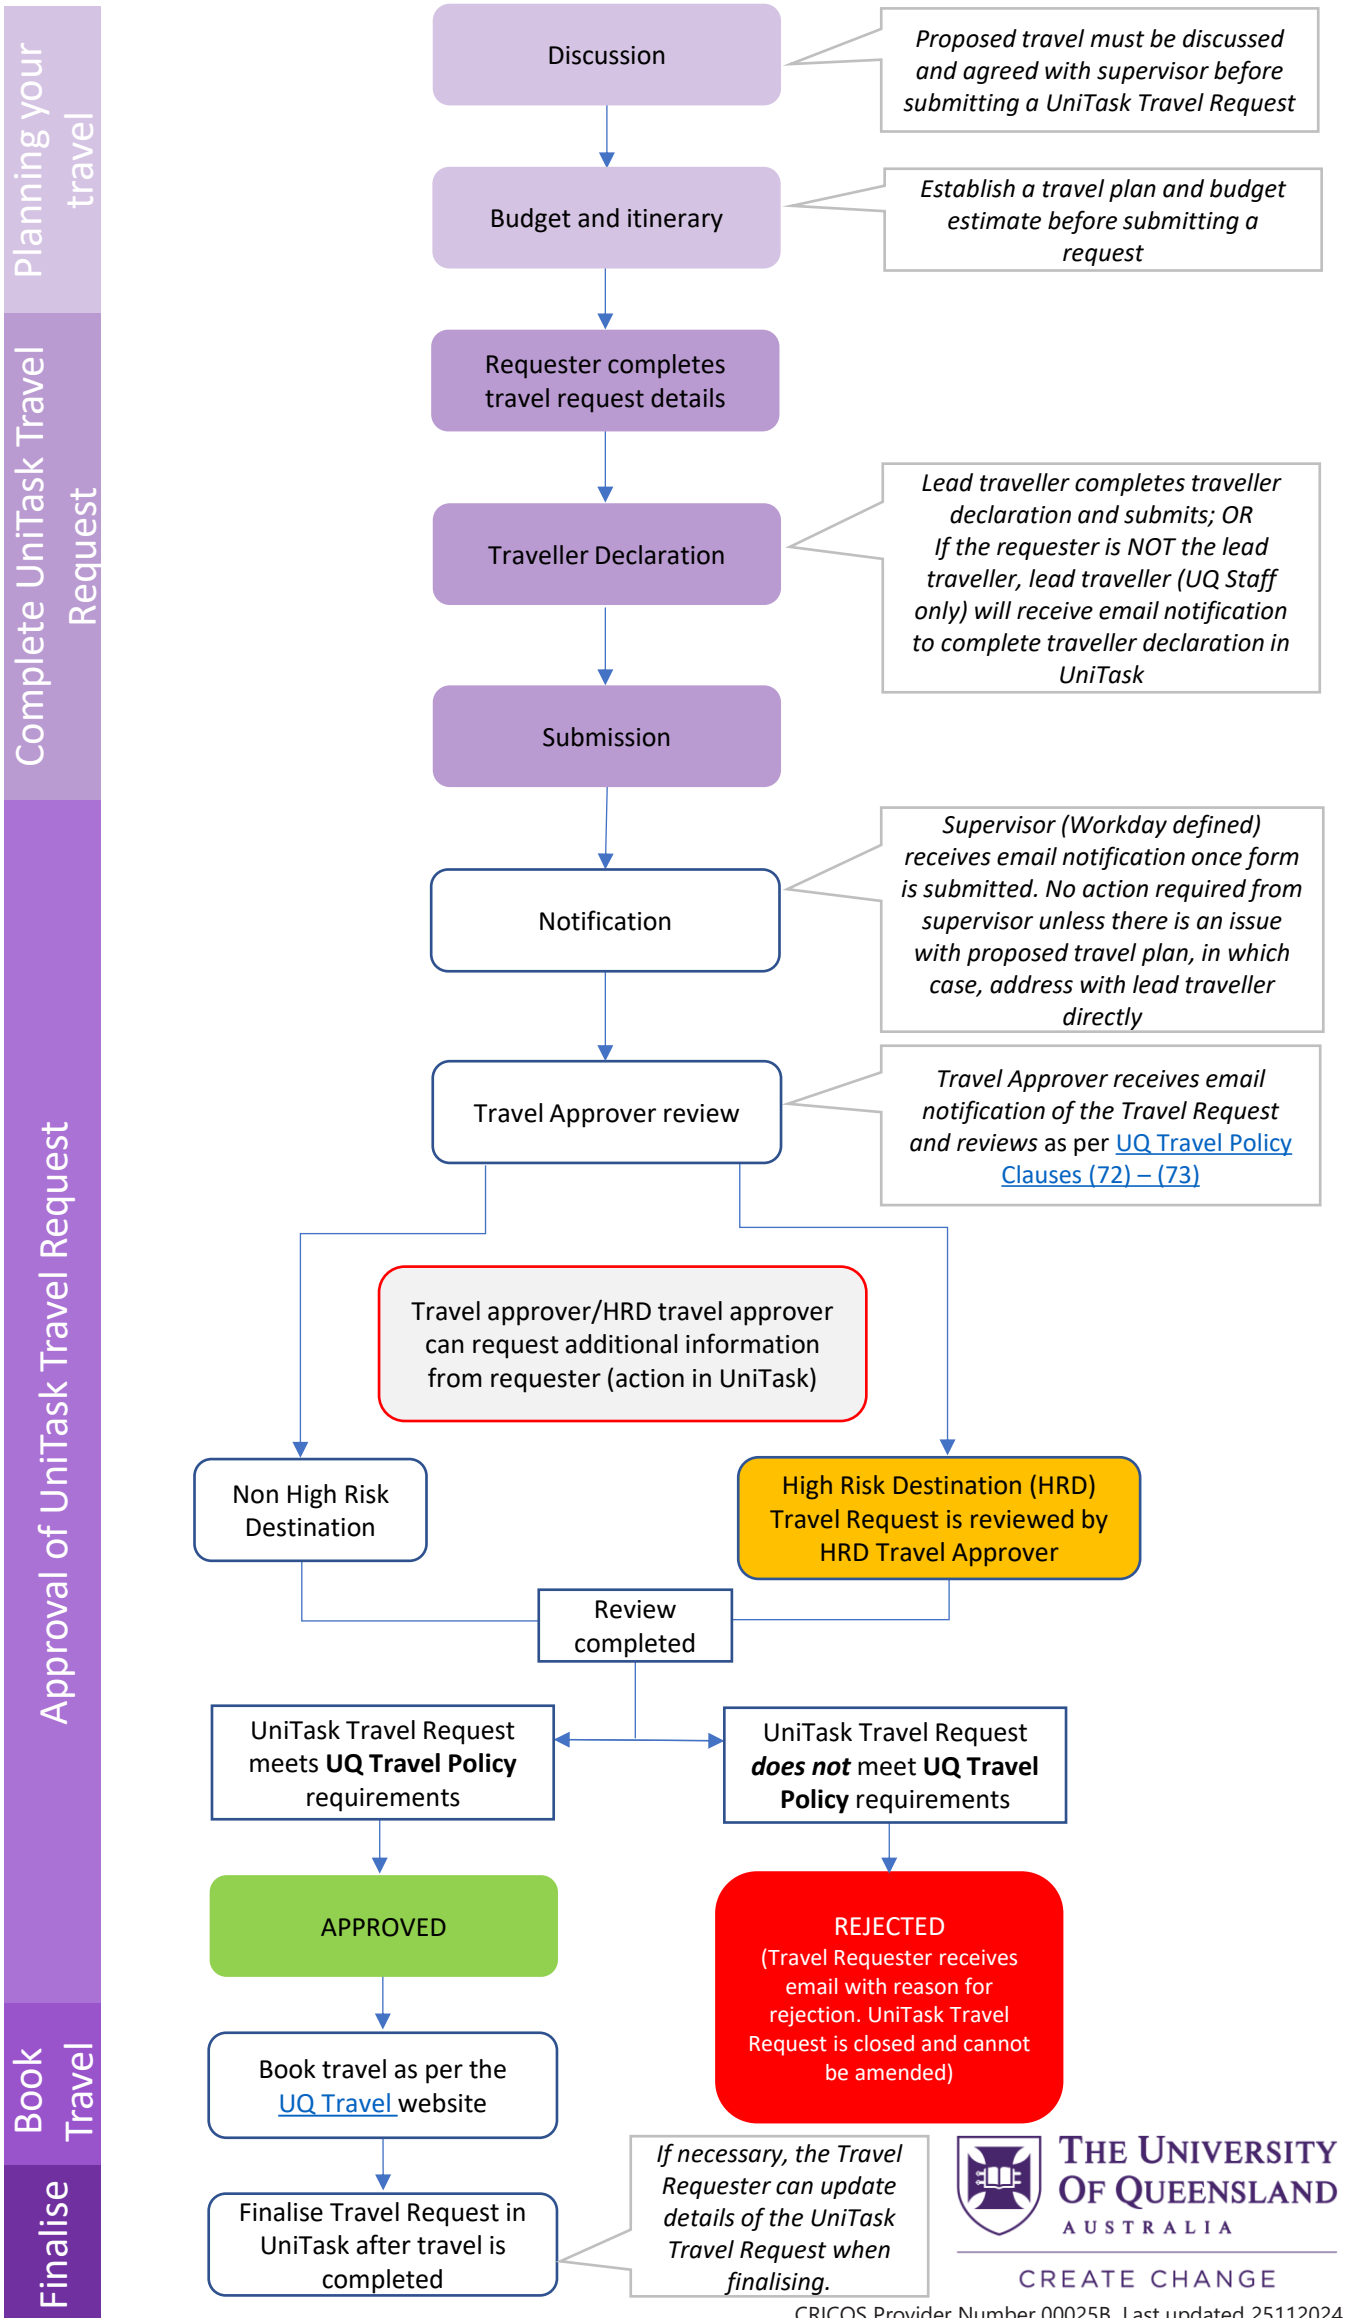 Planning your
travel
Discussion
Proposed travel must be discussed
and agreed with supervisor before
submitting a UniTask Travel Request
Budget and itinerary
Establish a travel plan and budget
estimate before submitting a
request
Complete UniTask Travel
Request
Requester completes
travel request details
Traveller Declaration
Lead traveller completes traveller
declaration and submits; OR
If the requester is NOT the lead
traveller, lead traveller (UQ Staff
only) will receive email notification
to complete traveller declaration in
UniTask
Submission
Approval of UniTask Travel Request
Notification
Supervisor (Workday defined)
receives email notification once form
is submitted. No action required from
supervisor unless there is an issue
with proposed travel plan, in which
case, address with lead traveller
directly
Travel Approver review
Travel Approver receives email
notification of the Travel Request
and reviews as per UQ Travel Policy
Clauses (72) – (73)
Travel approver/HRD travel approver
can request additional information
from requester (action in UniTask)
Non High Risk
Destination
High Risk Destination (HRD)
Travel Request is reviewed by
HRD Travel Approver
Review
completed
UniTask Travel Request
meets UQ Travel Policy
requirements
UniTask Travel Request
does not meet UQ Travel
Policy requirements
APPROVED
REJECTED
(Travel Requester receives
email with reason for
rejection. UniTask Travel
Request is closed and cannot
be amended)
Book
Travel
Book travel as per the
UQ Travel website
Finalise
Finalise Travel Request in
UniTask after travel is
completed
If necessary, the Travel
Requester can update
details of the UniTask
Travel Request when
finalising.
THE UNIVERSITY
OF QUEENSLAND
AUSTRALIA
CREATE CHANGE
CRICOS Provider Number 00025B Last updated 25112024